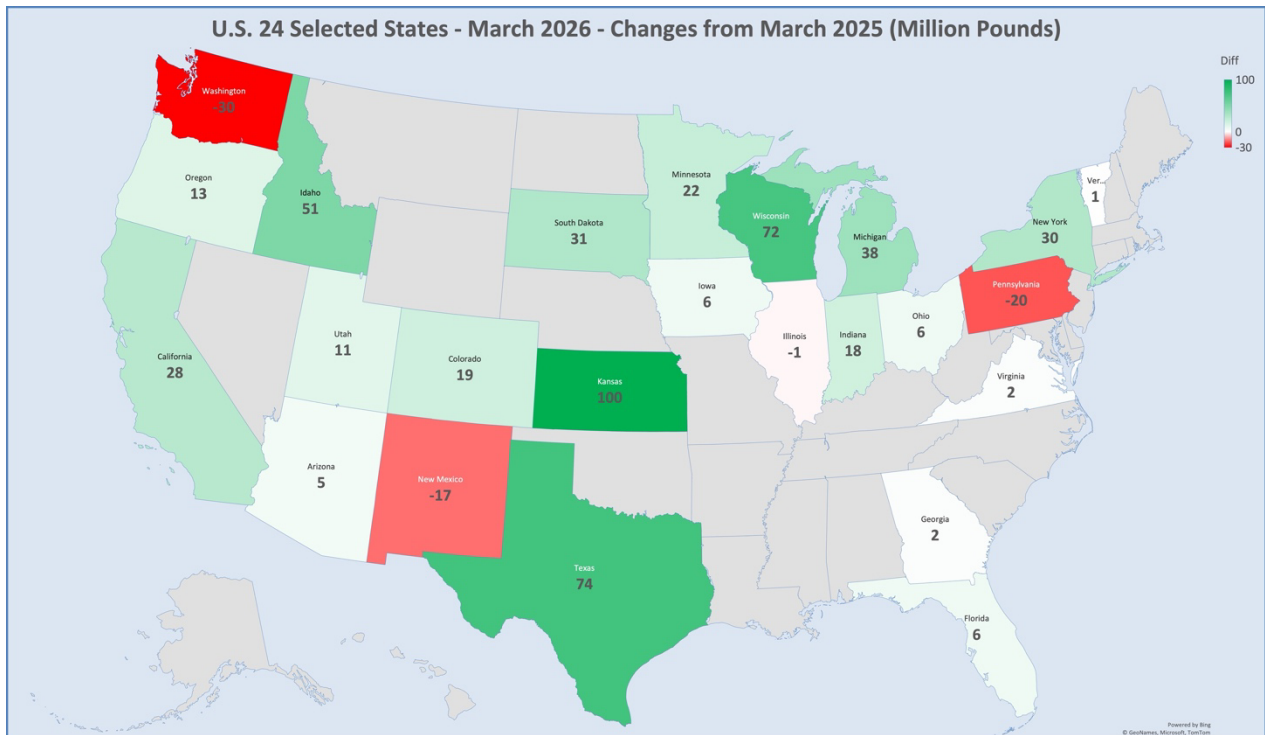 U.S. 24 Selected States - March 2026 - Changes from March 2025 (Million Pounds)
Diff
100
0
-30
Washington
-30
Oregon
13
Idaho
51
Minnesota
22
South Dakota
31
Wisconsin
72
Michigan
38
Ver...
1
New York
30
Iowa
6
Pennsylvania
-20
Ohio
6
Indiana
18
Illinois
-1
Utah
11
Colorado
19
California
28
Kansas
100
Virginia
2
Arizona
5
New Mexico
-17
Georgia
2
Texas
74
Florida
6
Powered by Bing
© GeoNames, Microsoft, TomTom